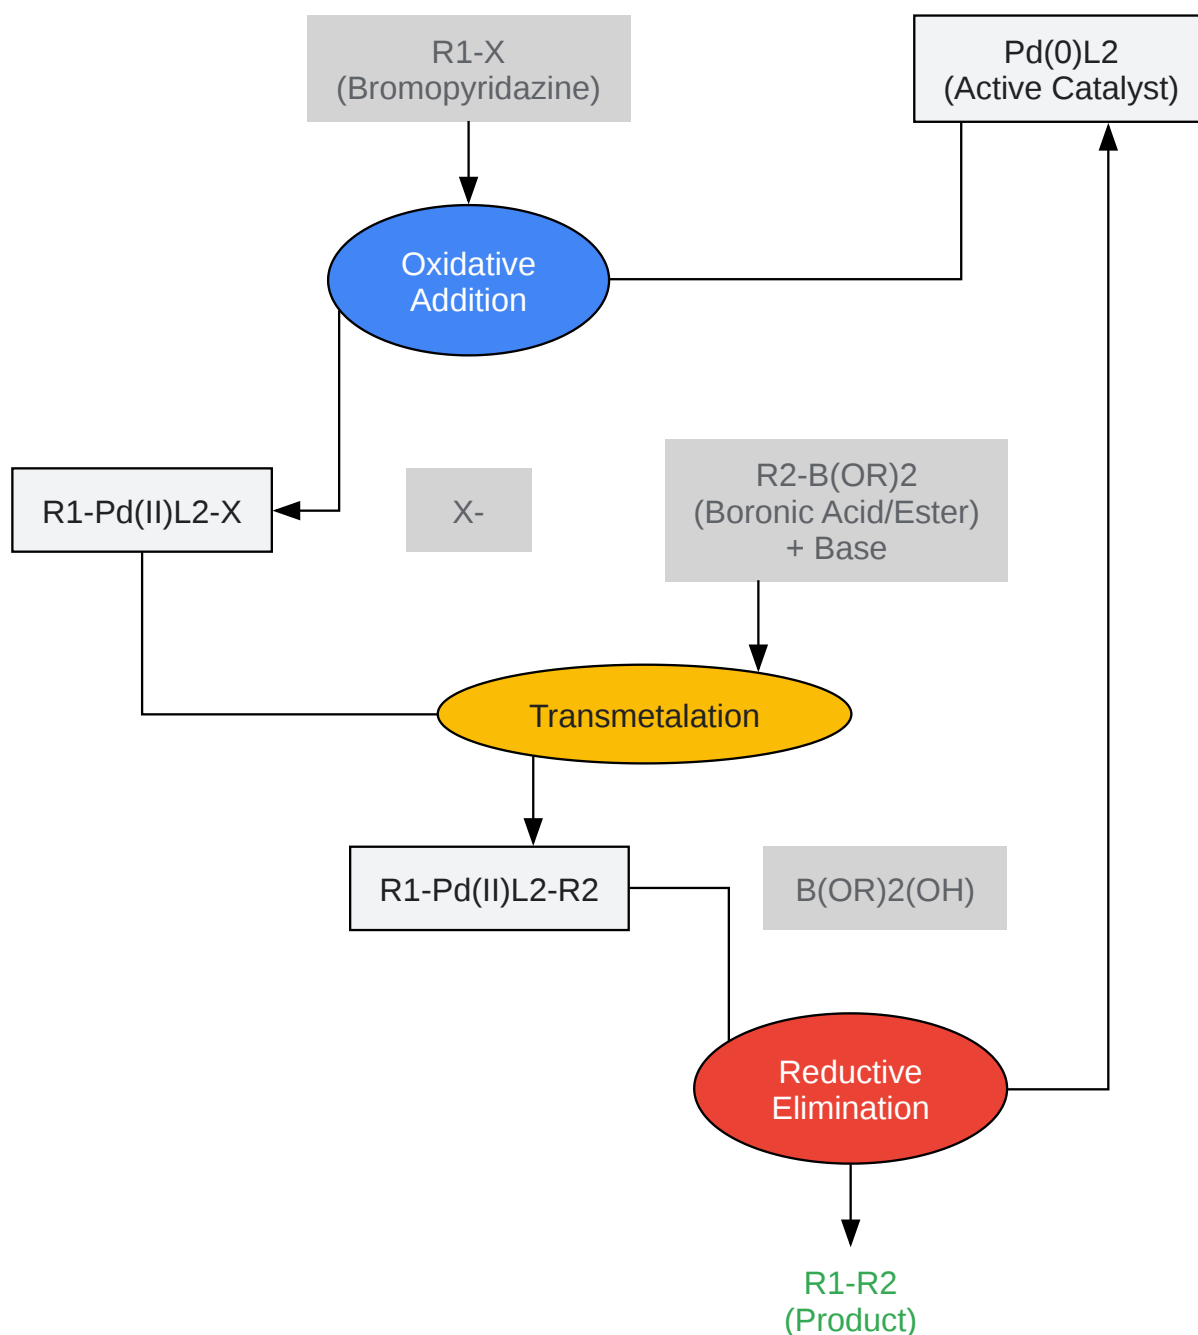 R1-X
(Bromopyridazine)
Pd(0)L2
(Active Catalyst)
Oxidative
Addition
R1-Pd(II)L2-X
X-
R2-B(OR)2
(Boronic Acid/Ester)
+ Base
Transmetalation
R1-Pd(II)L2-R2
B(OR)2(OH)
Reductive
Elimination
R1-R2
(Product)